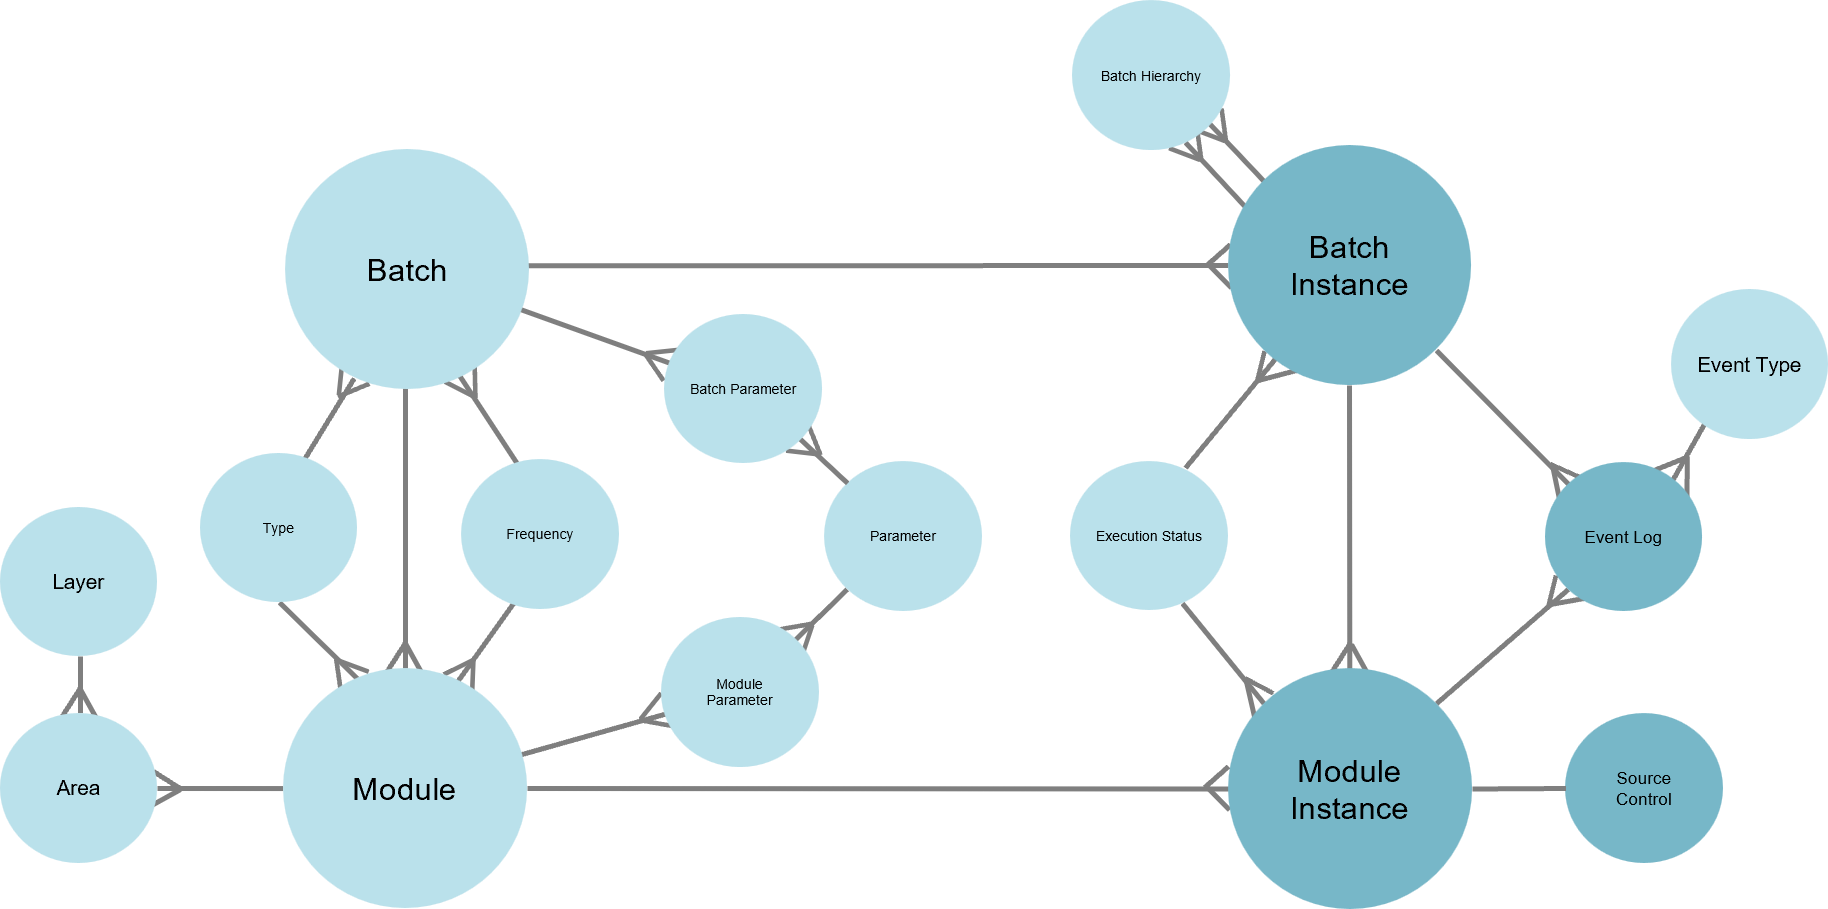 Batch Hierarchy
Batch
Batch
Instance
Event Type
Batch Parameter
Type
Frequency
Parameter
Execution Status
Event Log
Layer
Module
Parameter
Area
Module
Module
Instance
Source
Control